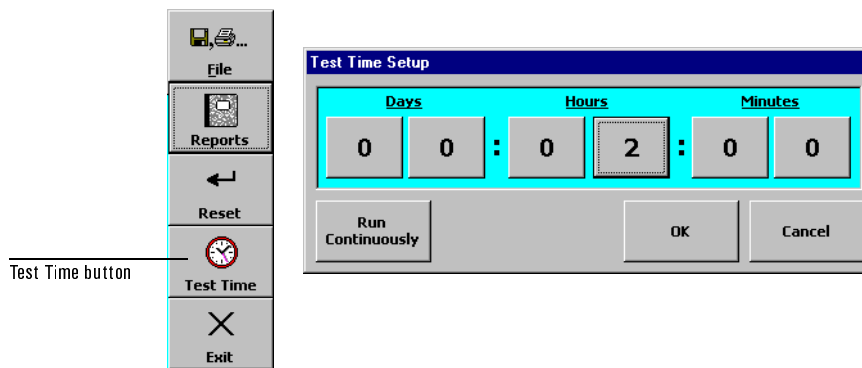 ,...
File
Reports
Reset
Test Time
Exit
Test Time button
Test Time Setup
Days Hours Minutes
0 0 : 0 2 : 0 0
Run
Continuously
OK
Cancel